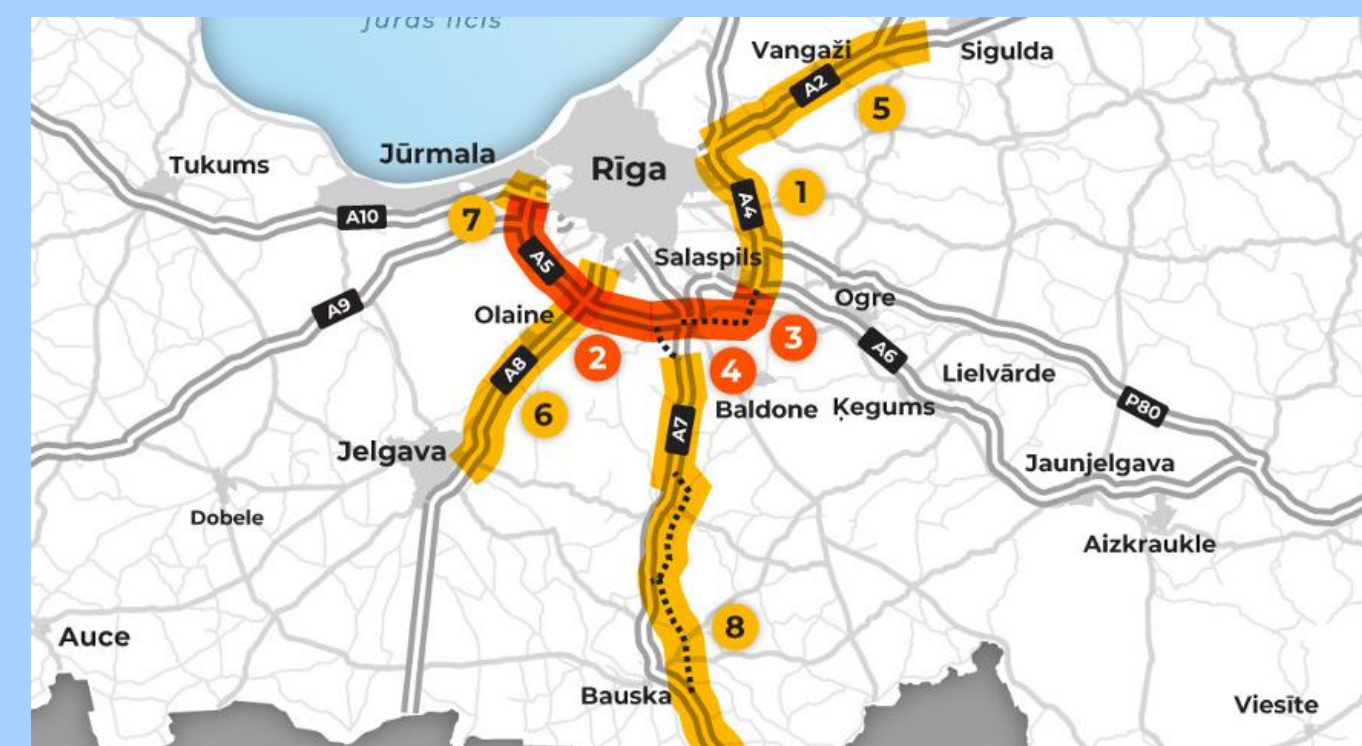 jūras līcis
Vangaži
Sigulda
A2
5
Tukums
Jūrmala
Rīga
1
A4
A10
7
Salaspils
A5
Ogre
A9
Olaine
3
2
4
A6
A8
Lielvārde
6
Baldone
Ķegums
P80
A7
Jelgava
Jaunjelgava
Dobele
Aizkraukle
8
Auce
Bauska
Viesīte